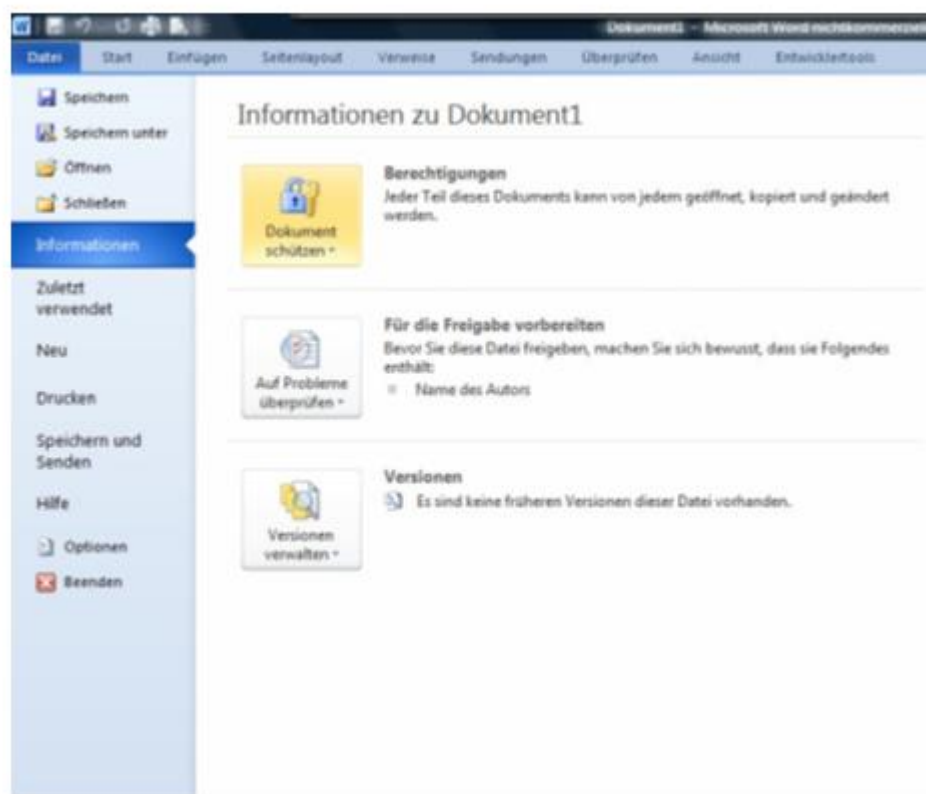 Dokument1 - Microsoft Word nichtkommerziel
Datei Start Einfügen Seitenlayout Verweise Sendungen Überprüfen Ansicht Entwicklertools
Speichern
Speichern unter
Öffnen
Schließen
Informationen
Zuletzt
verwendet
Neu
Drucken
Speichern und
Senden
Hilfe
Optionen
Beenden
Informationen zu Dokument1
Dokument
schützen
Berechtigungen
Jeder Teil dieses Dokuments kann von jedem geöffnet, kopiert und geändert
werden.
Auf Probleme
überprüfen
Für die Freigabe vorbereiten
Bevor Sie diese Datei freigeben, machen Sie sich bewusst, dass sie Folgendes
enthält:
Name des Autors
Versionen
verwalten
Versionen
Es sind keine früheren Versionen dieser Datei vorhanden.